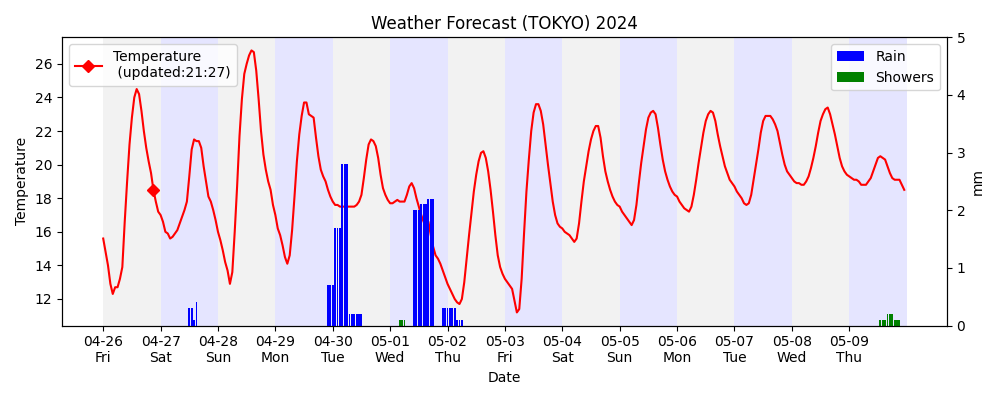 Weather Forecast (TOKYO) 2024
Temperature
(updated:21:27)
Rain
Showers
Temperature
26
24
22
20
18
16
14
12
5
4
3
2
1
0
mm
04-26 04-27 04-28 04-29 04-30 05-01 05-02 05-03 05-04 05-05 05-06 05-07 05-08 05-09
Fri Sat Sun Mon Tue Wed Thu Fri Sat Sun Mon Tue Wed Thu
Date